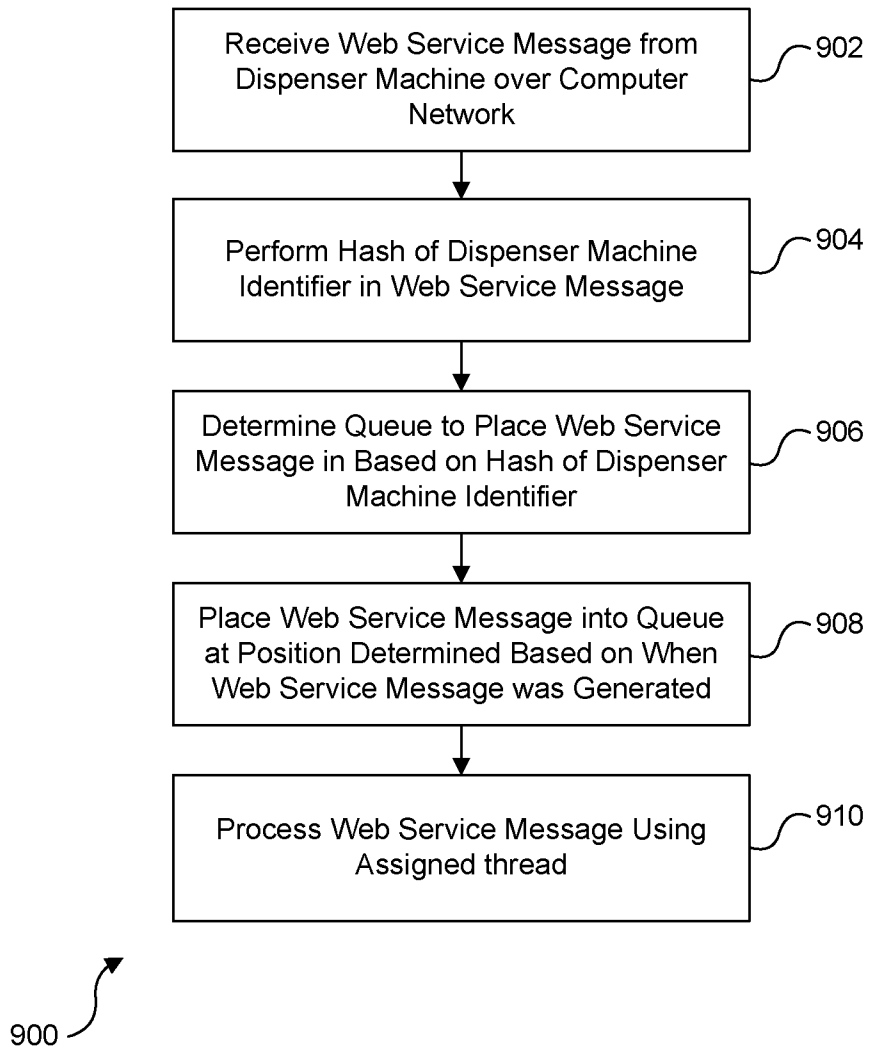 Receive Web Service Message from
Dispenser Machine over Computer
Network
902
Perform Hash of Dispenser Machine
Identifier in Web Service Message
904
Determine Queue to Place Web Service
Message in Based on Hash of Dispenser
Machine Identifier
906
Place Web Service Message into Queue
at Position Determined Based on When
Web Service Message was Generated
908
Process Web Service Message Using
Assigned thread
910
900